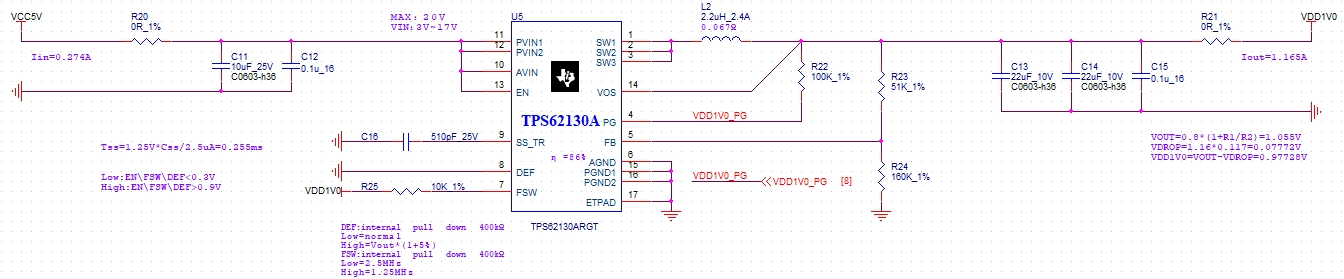 VCC5V
R20
0R_1%
Iin=0.274A
C11
10uF_25V
C0603-h36
C12
0.1u_16
MAX: 20V
VIN:3V~17V
U5
11 PVIN1
12 PVIN2
10 AVIN
13 EN
9 SS_TR
8 DEF
7 FSW
TPS62130A
η =86%
SW1 1
SW2 2
SW3 3
VOS 14
PG 4
FB 5
AGND 6
PGND1 15
PGND2 16
ETPAD 17
TPS62130ARGT
L2
2.2uH_2.4A
0.067Ω
R22
100K_1%
R23
51K_1%
R24
160K_1%
VDD1V0_PG
VDD1V0_PG
VDD1V0_PG [8]
C13
22uF_10V
C0603-h36
C14
22uF_10V
C0603-h36
C15
0.1u_16
R21
0R_1%
VDD1V0
Iout=1.165A
VOUT=0.8*(1+R1/R2)=1.055V
VDROP=1.16*0.117=0.07772V
VDD1V0=VOUT-VDROP=0.97728V
C16
510pF_25V
Tss=1.25V*Css/2.5uA=0.255ms
Low:EN\FSW\DEF<0.3V
High:EN\FSW\DEF>0.9V
VDD1V0
R25
10K_1%
DEF:internal pull down 400kΩ
Low=normal
High=Vout*(1+5%)
FSW:internal pull down 400kΩ
Low=2.5MHs
High=1.25MHs